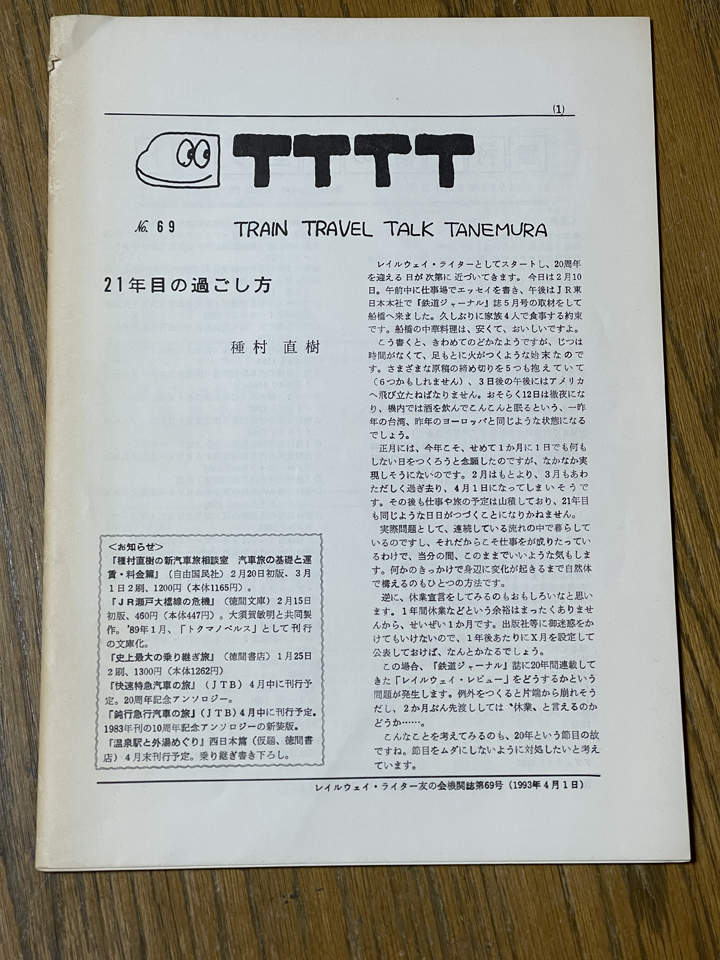 (1)
TTTT
No. 69
TRAIN TRAVEL TALK TANEMURA
21年目の過ごし方
種村 直樹
レイルウェイ・ライターとしてスタートし、20周年
を迎える日が次第に近づいてきます。今日は2月10
日。午前中に仕事場でエッセイを書き、午後はJR東
日本本社で『鉄道ジャーナル』誌5月号の取材をして
船橋へ来ました。久しぶりに家族4人で食事する約束
です。船橋の中華料理は、安くて、おいしいですよ。
こう書くと、きわめてのどかなようですが、じつは
時間がなくて、足もとに火がつくような始末なので
す。さまざまな原稿の締め切りを5つも抱えていて
(6つかもしれません)、3日後の午後にはアメリカ
へ飛び立たねばなりません。おそらく12日は徹夜にな
り、機内では酒を飲んでこんこんと眠るという、一昨
年の台湾、昨年のヨーロッパと同じような状態になる
でしょう。
正月には、今年こそ、せめて1か月に1日でも何も
しない日をつくろうと念願したのですが、なかなか実
現しそうにないのです。2月はもとより、3月もあわ
ただしく過ぎ去り、4月1日になってしまいそうで
す。その後も仕事や旅の予定は山積しており、21年目
も同じような日日がつづくことになりかねません。
実際問題として、連続している流れの中で暮らして
いるのですし、それだからこそ仕事をが成りたってい
るわけで、当分の間、このままでいいような気もしま
す。何かのきっかけで身辺に変化が起きるまで自然体
で構えるのもひとつの方法です。
逆に、休業宣言をしてみるのもおもしろいなと思い
ます。1年間休業などという余裕はまったくありませ
んから、せいぜい1か月です。出版社等に御迷惑をか
けてもいけないので、1年後あたりにX月を設定して
公表しておけば、なんとかなるでしょう。
この場合、『鉄道ジャーナル』誌に20年間連載して
きた「レイルウェイ・レビュー」をどうするかという
問題が発生します。例外をつくると片端から崩れそう
だし、2か月ぶん先渡ししては〝休業〟と言えるのか
どうか……。
こんなことを考えてみるのも、20年という節目の故
ですね。節目をムダにしないように対処したいと考え
ています。
<お知らせ>
『種村直樹の新汽車旅相談室 汽車旅の基礎と運
賃・料金篇』(自由国民社)2月20日初版、3月
1日2刷、1200円(本体1165円)。
『JR瀬戸大橋線の危機』(徳間文庫)2月15日
初版、460円(本体447円)。大須賀敏明と共同製
作。'89年1月、「トクマノベルス」として刊行
の文庫化。
『史上最大の乗り継ぎ旅』(徳間書店)1月25日
2刷、1300円(本体1262円)
『快速特急汽車の旅』(JTB)4月中に刊行予
定。20周年記念アンソロジー。
『鈍行急行汽車の旅』(JTB)4月中に刊行予定。
1983年刊の10周年記念アンソロジーの新装版。
『温泉駅と外湯めぐり』西日本篇(仮題、徳間書
店)4月末刊行予定。乗り継ぎ書き下ろし。
レイルウェイ・ライター友の会機関誌第69号(1993年4月1日)